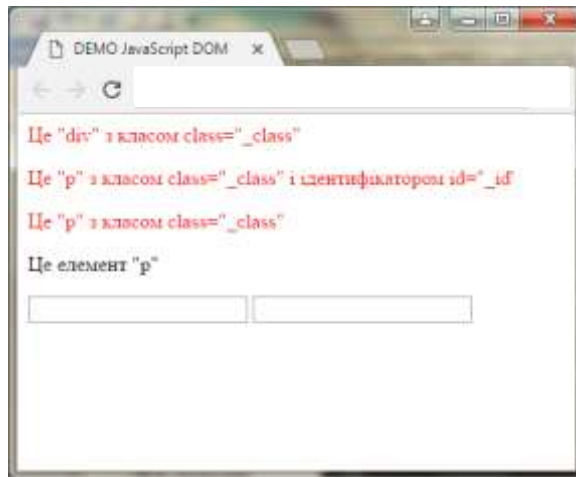 DEMO JavaScript DOM
Це "div" з класом class="_class"
Це "p" з класом class="_class" і ідентифікатором id="_id'
Це "p" з класом class="_class"
Це елемент "p"